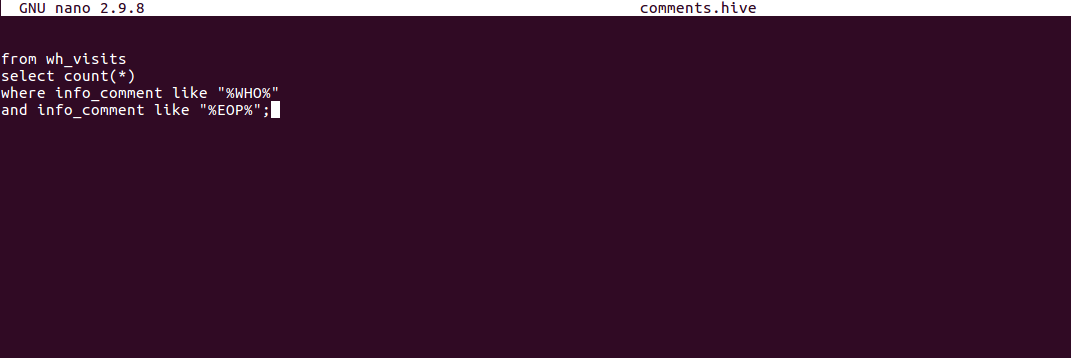 GNU nano 2.9.8 comments.hive
from wh_visits
select count(*)
where info_comment like "%WHO%"
and info_comment like "%EOP%";